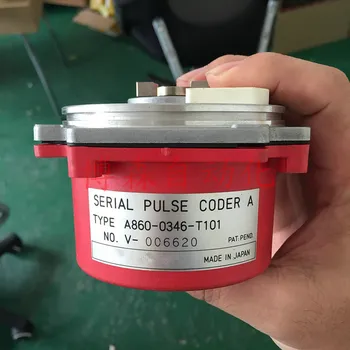 SERIAL PULSE CODER A
TYPE A860-0346-T101
NO. V- 006620
PAT. PEND.
MADE IN JAPAN